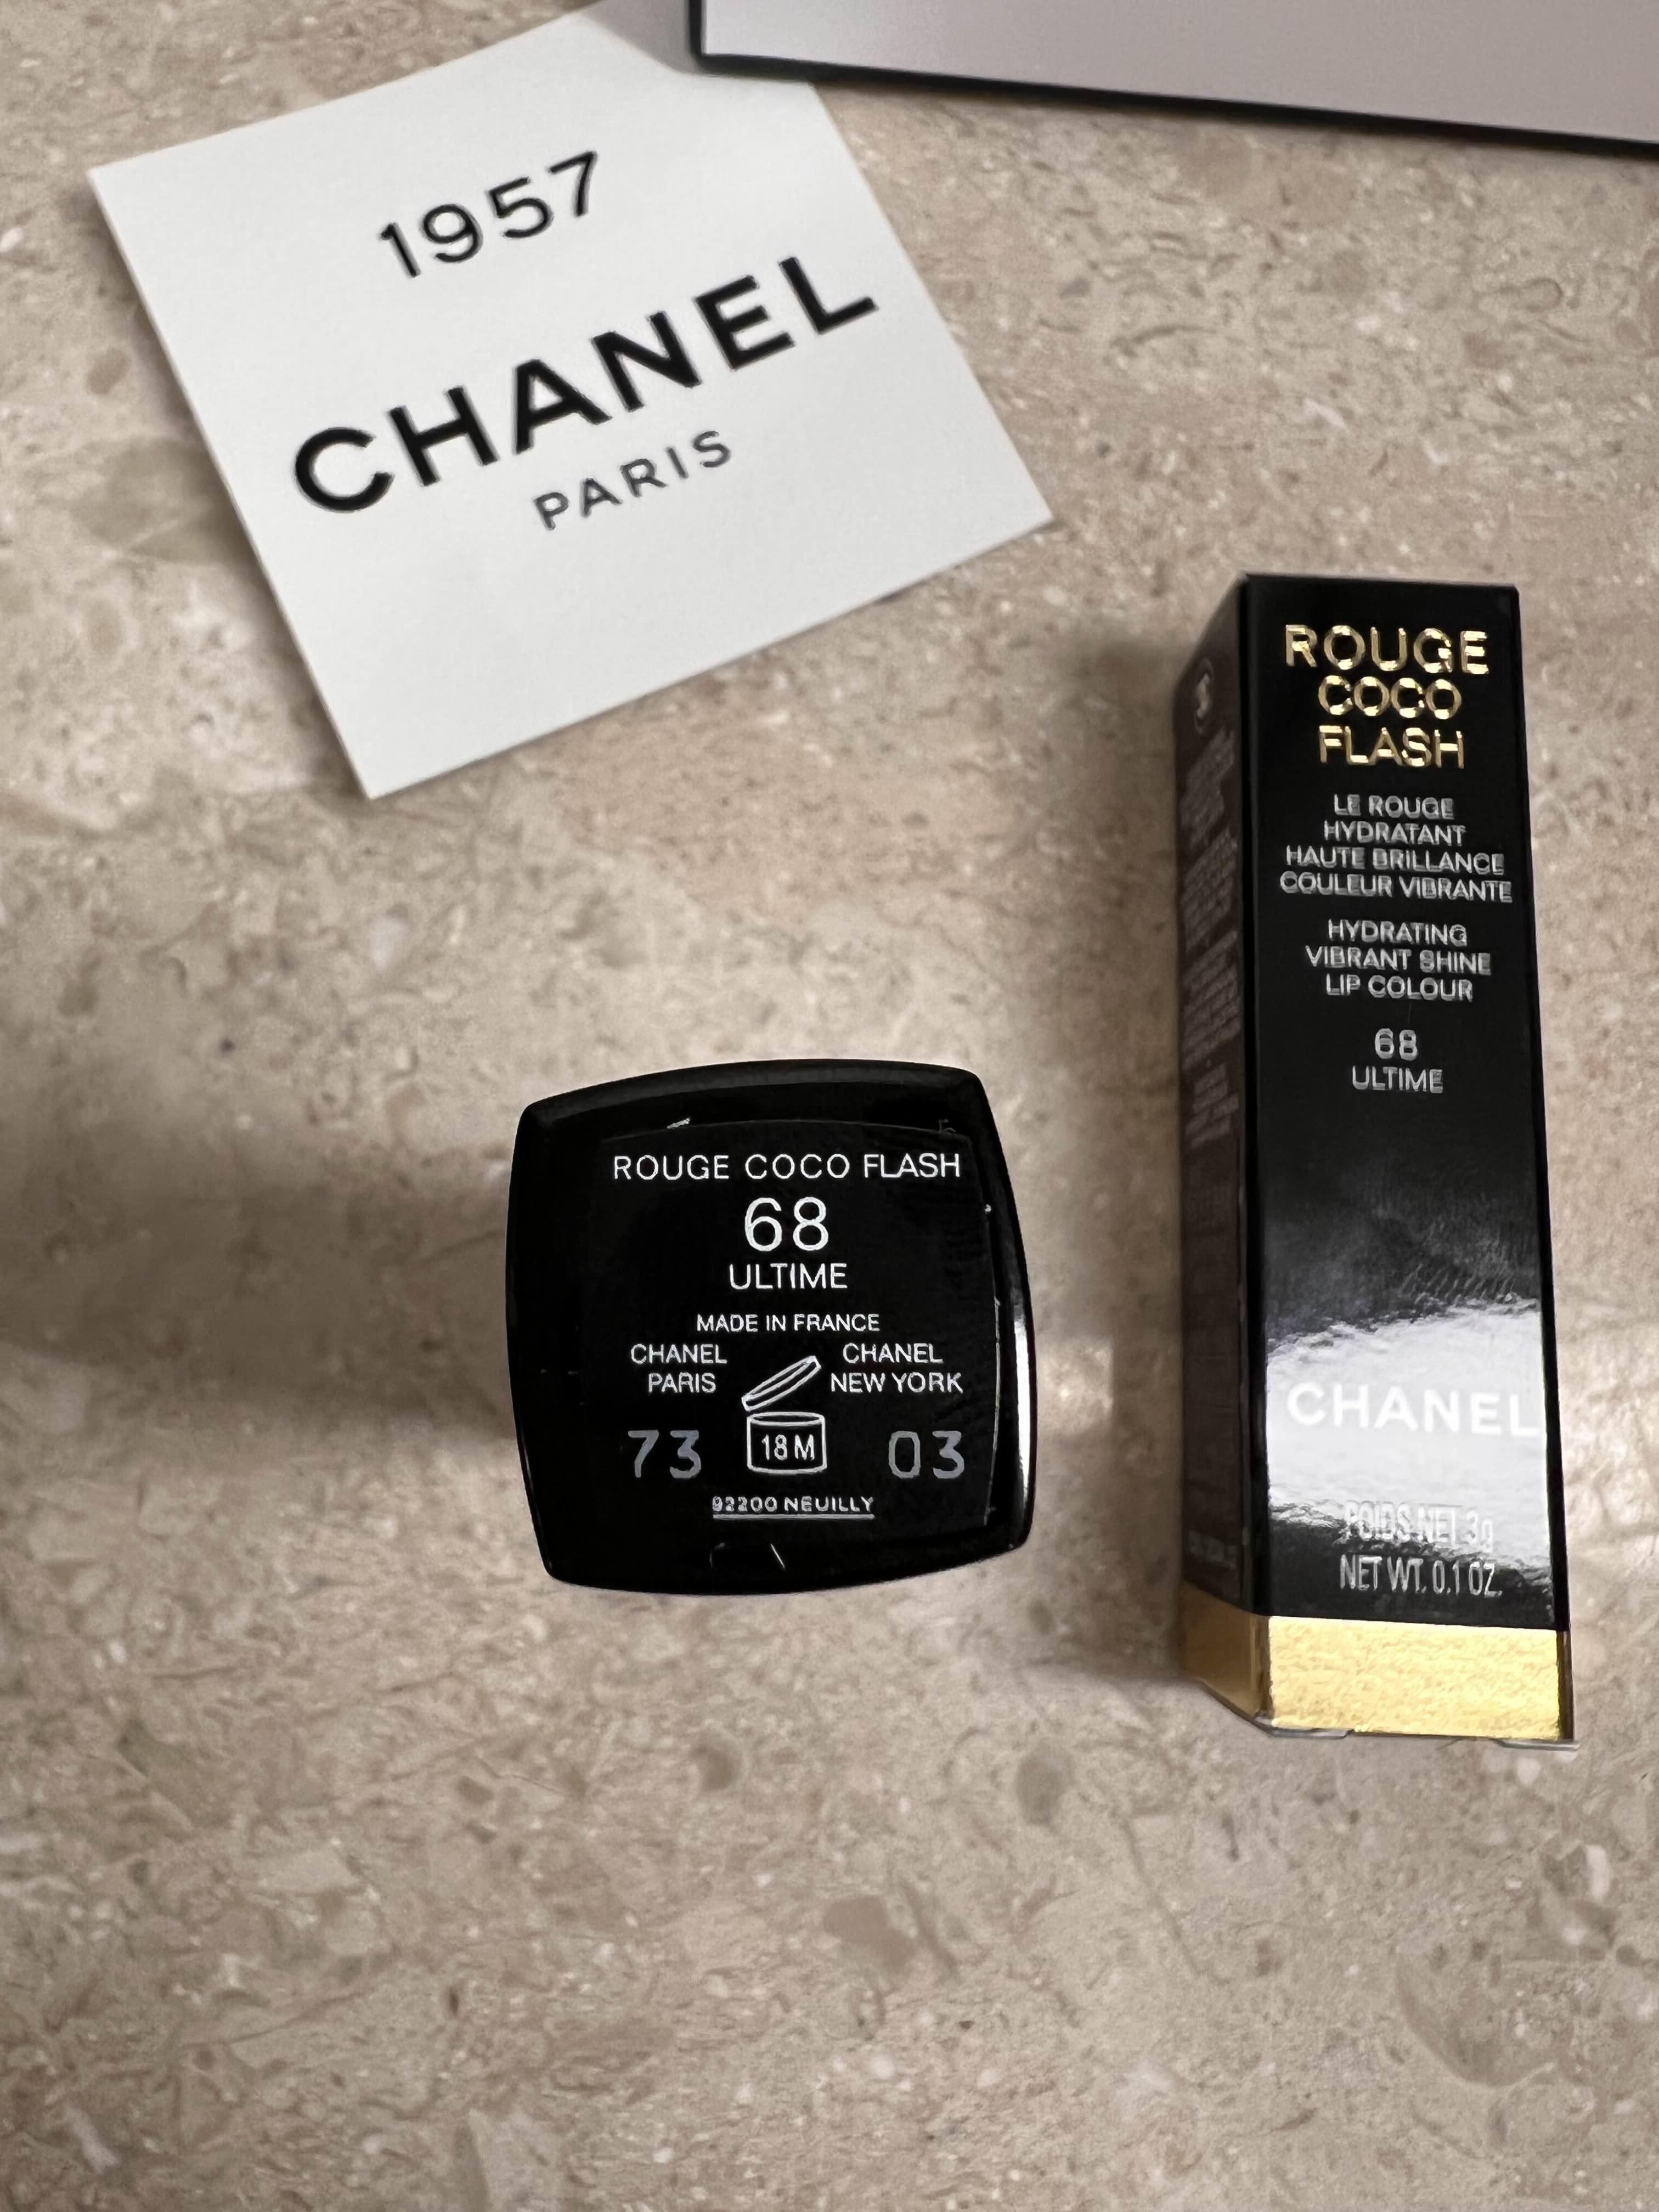 1957
CHANEL
PARIS
ROUGE
COCO
FLASH
LE ROUGE
HYDRATANT
HAUTE BRILLANCE
COULEUR VIBRANTE
HYDRATING
VIBRANT SHINE
LIP COLOUR
68
ULTIME
CHANEL
POIDS NET 3g
NET WT. 0.1 OZ.
ROUGE COCO FLASH
68
ULTIME
MADE IN FRANCE
CHANEL CHANEL
PARIS NEW YORK
73 18M 03
92200 NEUILLY